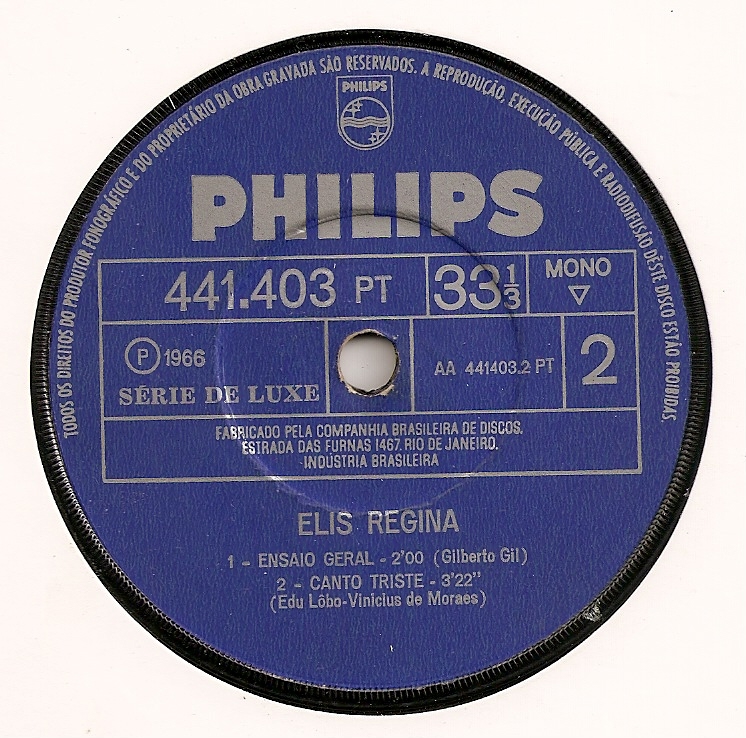 TODOS OS DIREITOS DO PRODUTOR FONOGRÁFICO E DO PROPRIETÁRIO DA OBRA GRAVADA SÃO RESERVADOS. A REPRODUÇÃO, EXECUÇÃO PÚBLICA E RADIODIFUSÃO DÊSTE DISCO ESTÃO PROIBIDAS
PHILIPS
PHILIPS
441.403 PT 33⅓ MONO
▽
Ⓟ 1966
SÉRIE DE LUXE
AA 441403.2 PT
2
FABRICADO PELA COMPANHIA BRASILEIRA DE DISCOS.
ESTRADA DAS FURNAS 1467. RIO DE JANEIRO.
INDÚSTRIA BRASILEIRA
ELIS REGINA
1 - ENSAIO GERAL - 2'00 (Gilberto Gil)
2 - CANTO TRISTE - 3'22"
(Edu Lôbo-Vinicius de Moraes)